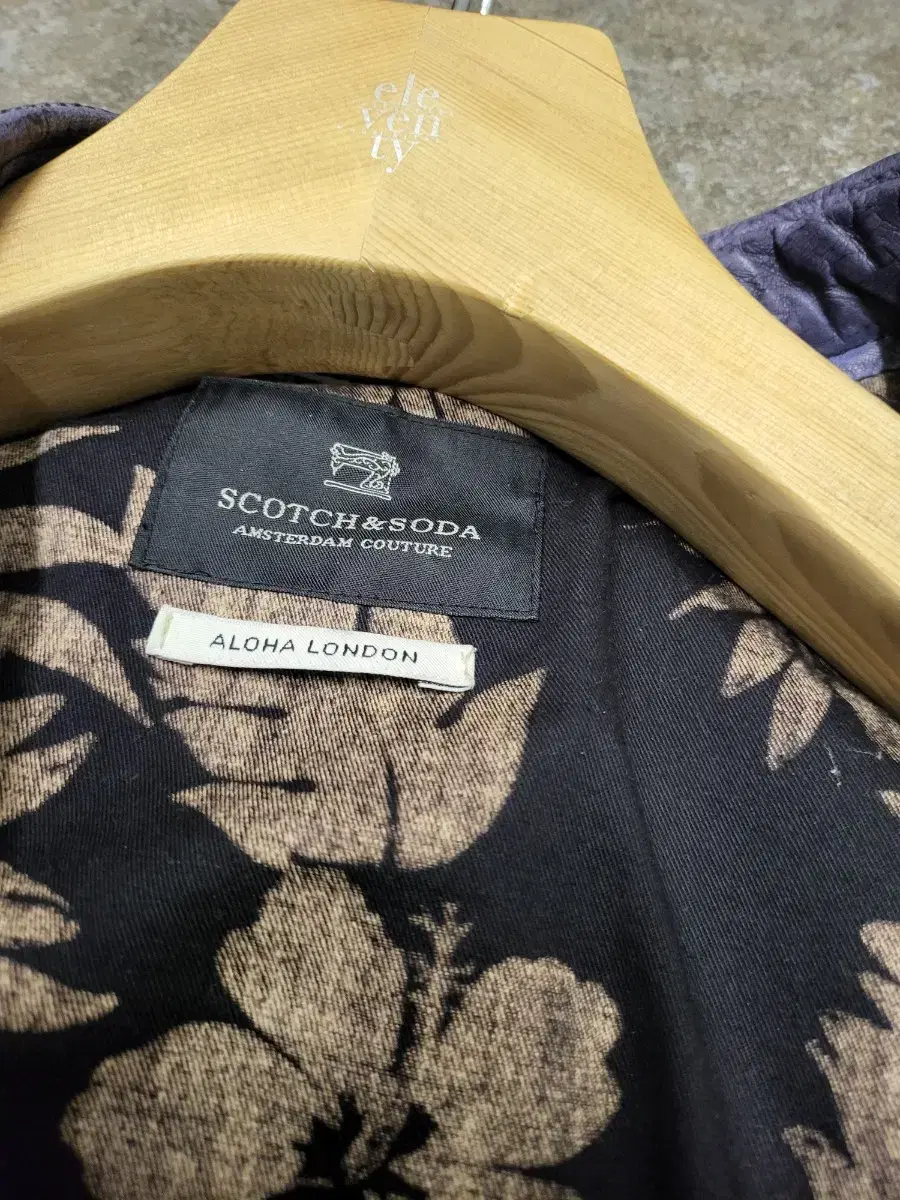 ele
ven
ty
SCOTCH & SODA
AMSTERDAM COUTURE
ALOHA LONDON